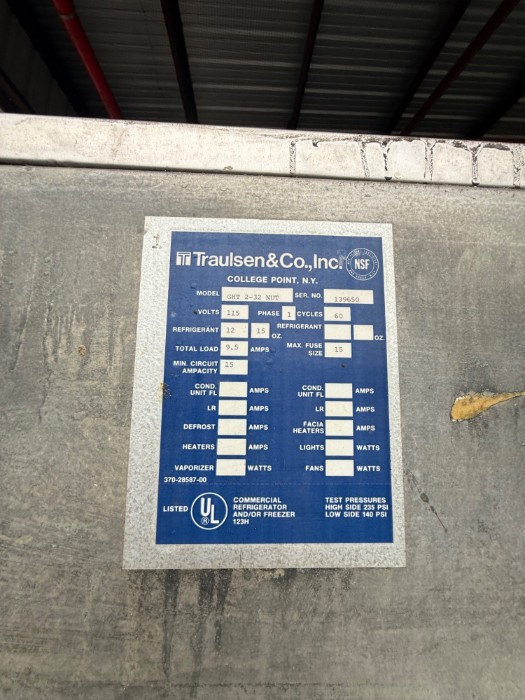 Traulsen&Co.,Inc. NSF
COLLEGE POINT, N.Y.
MODEL GHT 2-32 NUT SER. NO. 139650
VOLTS 115 PHASE 1 CYCLES 60
REFRIGERANT 12 15 OZ. REFRIGERANT OZ.
TOTAL LOAD 9.5 AMPS MAX. FUSE SIZE 15
MIN. CIRCUIT AMPACITY 15
COND. UNIT FL AMPS COND. UNIT FL AMPS
LR AMPS LR AMPS
DEFROST AMPS FACIA HEATERS AMPS
HEATERS AMPS LIGHTS WATTS
VAPORIZER WATTS FANS WATTS
370-28587-00
LISTED UL ® COMMERCIAL REFRIGERATOR AND/OR FREEZER 123H
TEST PRESSURES
HIGH SIDE 235 PSI
LOW SIDE 140 PSI